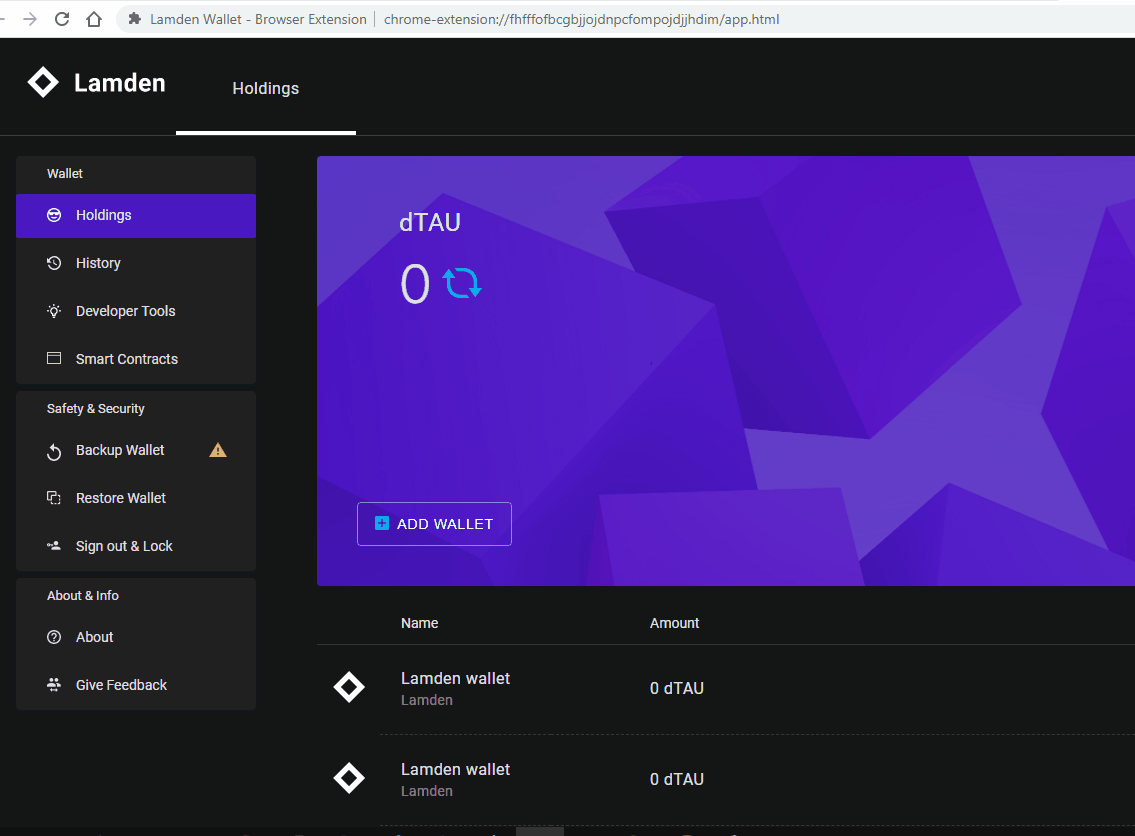 Lamden Wallet - Browser Extension | chrome-extension://fhfffofbcgbjjojdnpcfompojdjjhdim/app.html
Lamden
Holdings
Wallet
Holdings
History
Developer Tools
Smart Contracts
Safety & Security
Backup Wallet
Restore Wallet
Sign out & Lock
About & Info
About
Give Feedback
dTAU
0
ADD WALLET
Name Amount
Lamden wallet
Lamden
0 dTAU
Lamden wallet
Lamden
0 dTAU